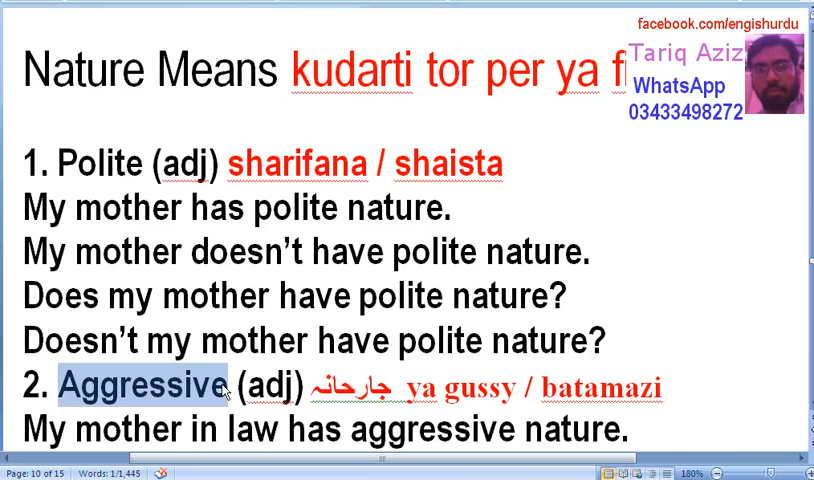 facebook.com/engishurdu
Nature Means kudarti tor per ya
Tariq Aziz
WhatsApp
03433498272
1. Polite (adj) sharifana / shaista
My mother has polite nature.
My mother doesn’t have polite nature.
Does my mother have polite nature?
Doesn’t my mother have polite nature?
2. Aggressive (adj) جارحانہ ya gussy / batamazi
My mother in law has aggressive nature.
Page: 10 of 15 Words: 1/1,445 180%